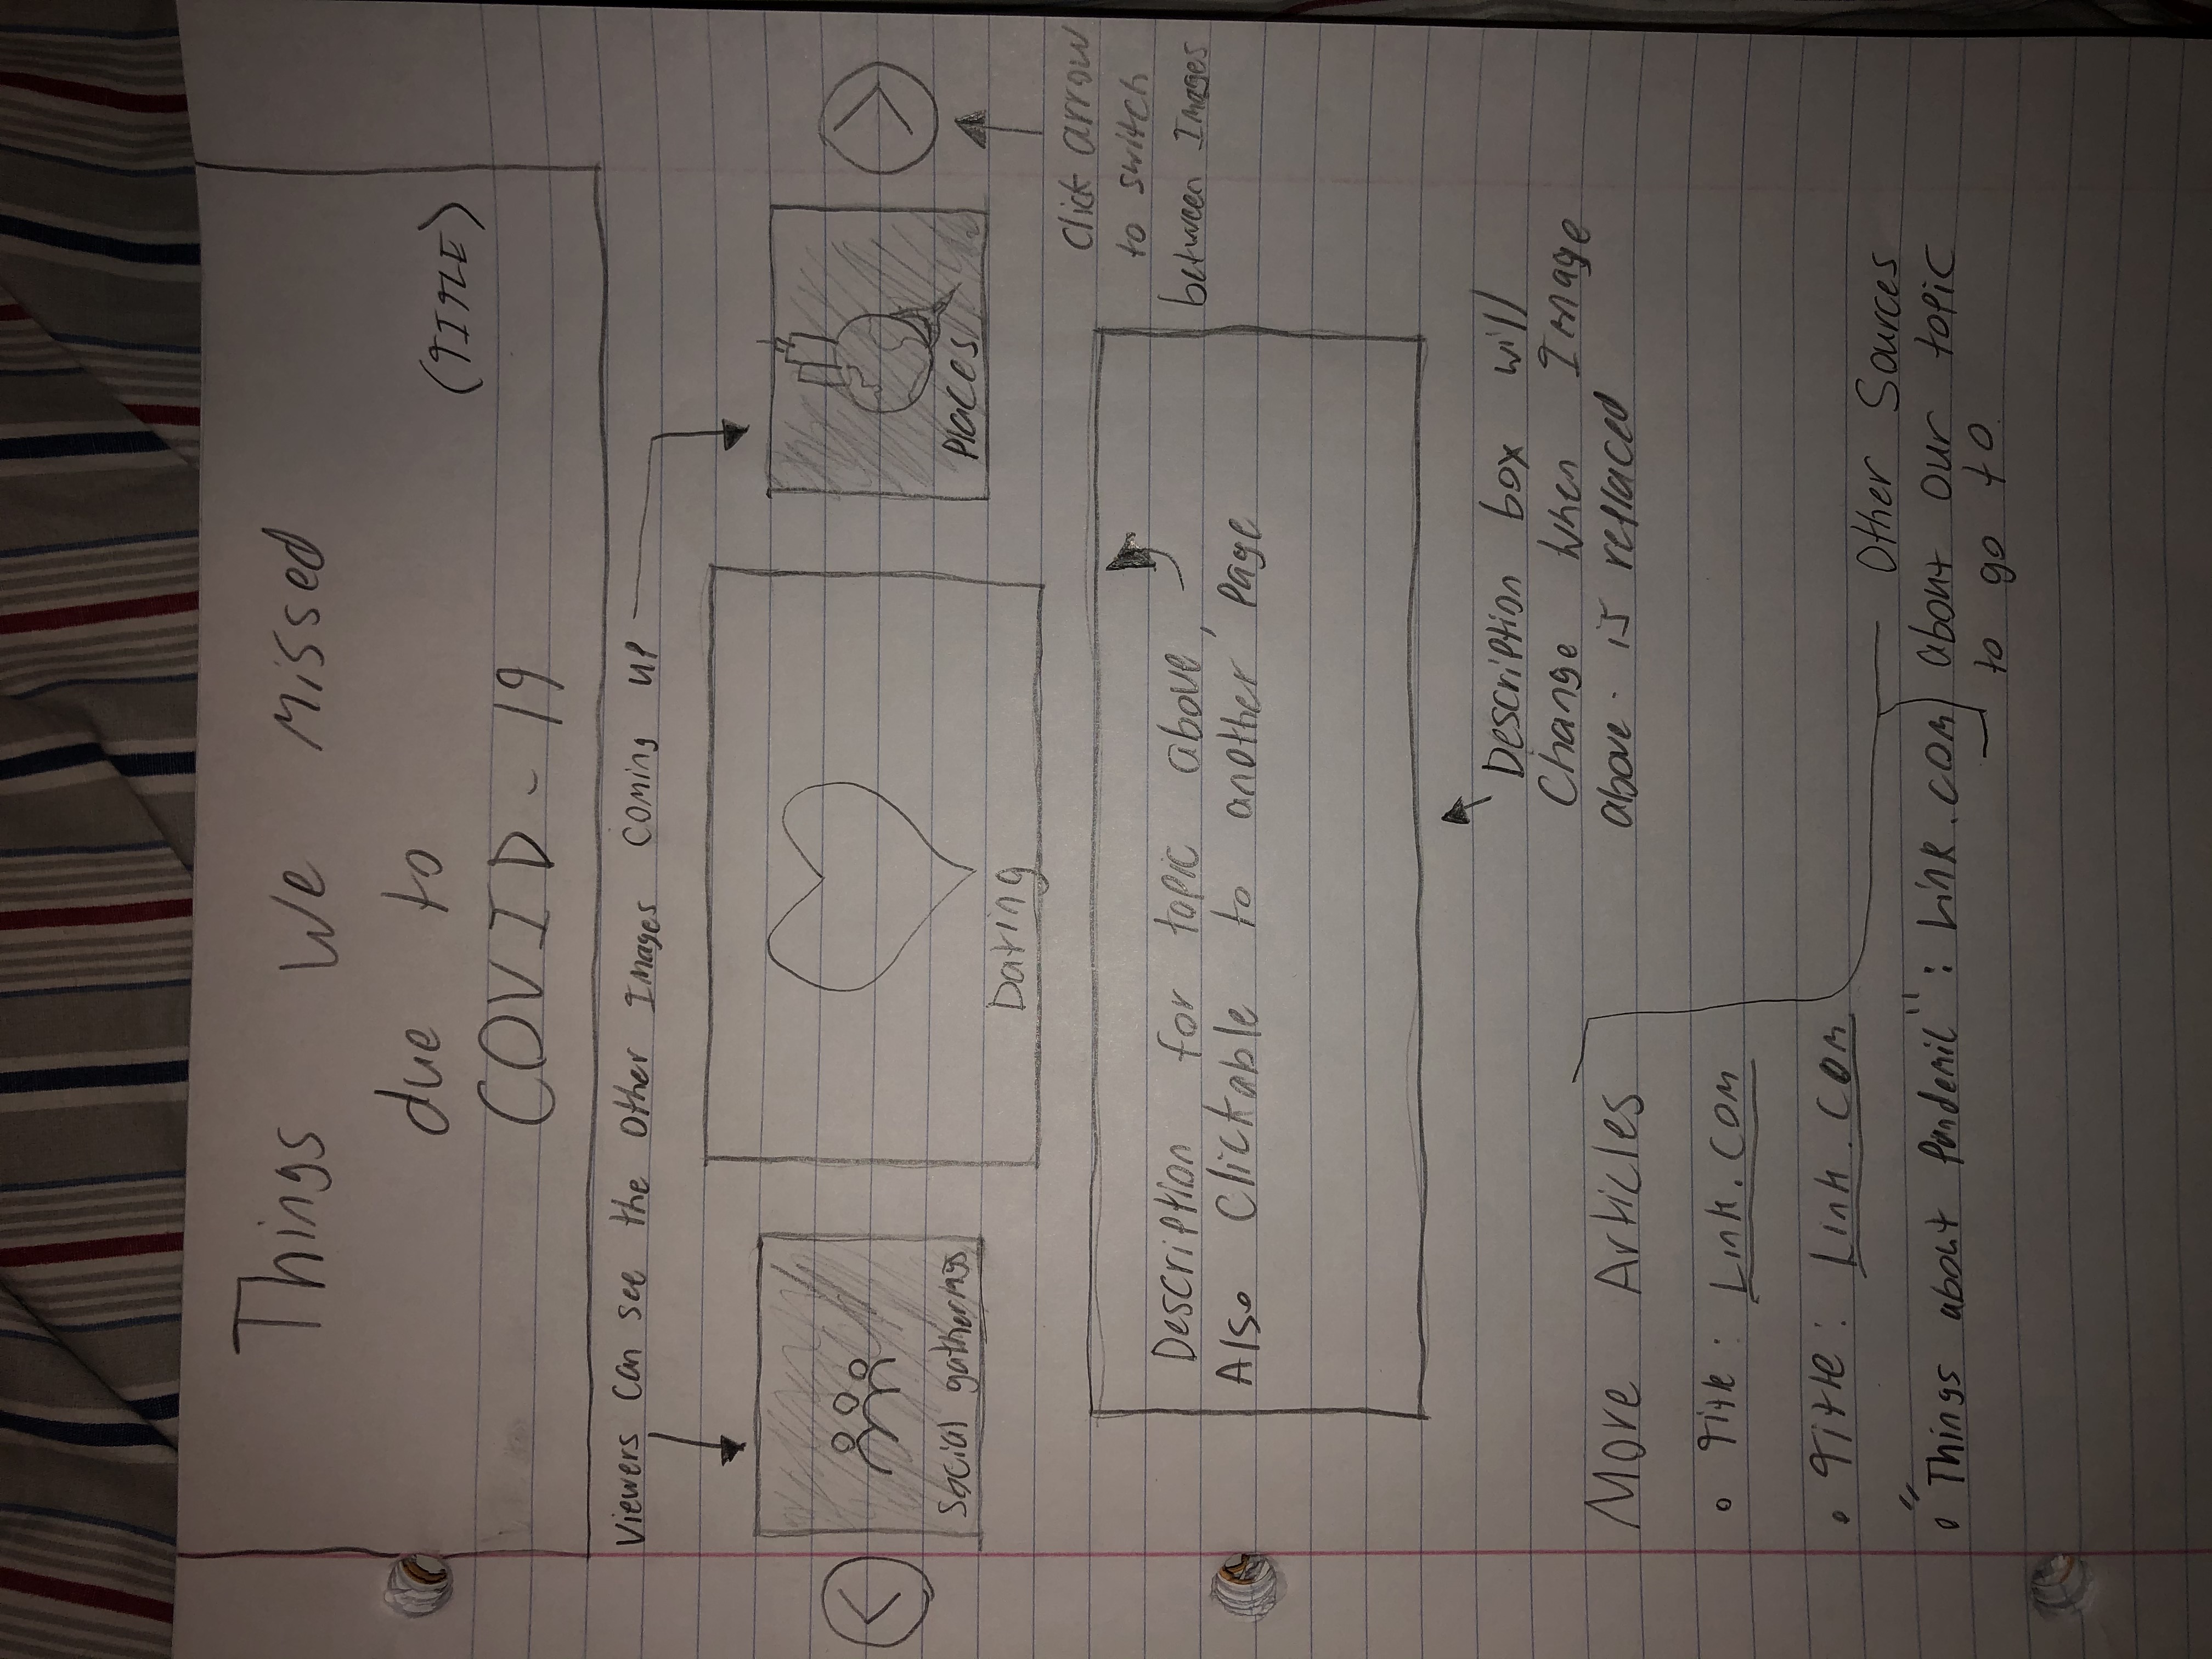 Things We Missed
due to
COVID-19
(TITLE)
Viewers can see the other Images coming up
<
Social gatherings
Dating
Places
>
Click arrow
to switch
between Images
Description for topic above,
Also Clickable to another page
Description box will
Change when Image
above is replaced
More Articles
• Title: Link.com
• Title: Link.com
• "Things about Pandemic": Link.com
Other Sources
about our topic
to go to.